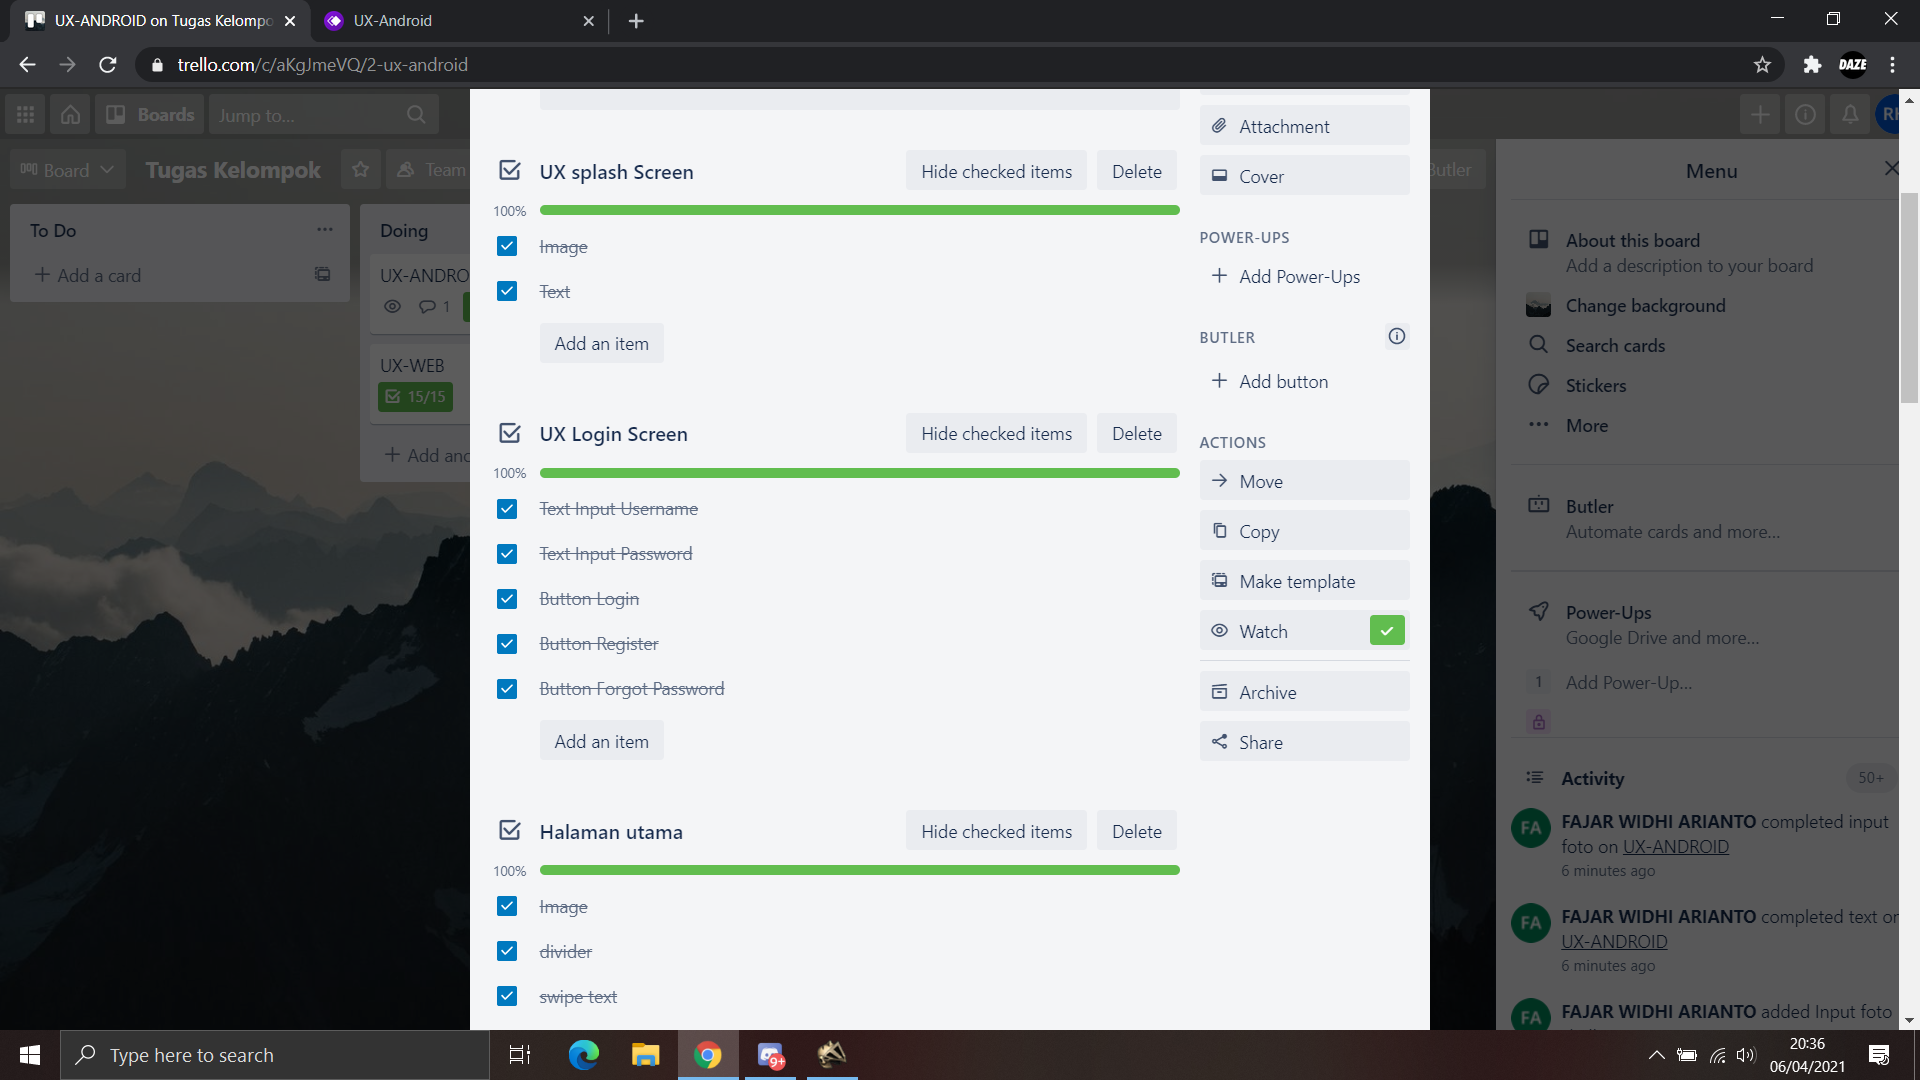 UX-ANDROID on Tugas Kelompo
UX-Android
trello.com/c/aKgJmeVQ/2-ux-android
DAZE
Boards
Jump to...
Board
Tugas Kelompok
Team
Butler
To Do
Add a card
Doing
UX-ANDRO
1
UX-WEB
15/15
Add and
UX splash Screen
Hide checked items
Delete
100%
Image
Text
Add an item
UX Login Screen
Hide checked items
Delete
100%
Text Input Username
Text Input Password
Button Login
Button Register
Button Forgot Password
Add an item
Halaman utama
Hide checked items
Delete
100%
Image
divider
swipe text
Attachment
Cover
POWER-UPS
Add Power-Ups
BUTLER
Add button
ACTIONS
Move
Copy
Make template
Watch
Archive
Share
Menu
About this board
Add a description to your board
Change background
Search cards
Stickers
More
Butler
Automate cards and more...
Power-Ups
Google Drive and more...
1
Add Power-Up...
Activity
50+
FA
FAJAR WIDHI ARIANTO completed input
foto on UX-ANDROID
6 minutes ago
FA
FAJAR WIDHI ARIANTO completed text on
UX-ANDROID
6 minutes ago
FA
FAJAR WIDHI ARIANTO added Input foto
Type here to search
9+
20:36
06/04/2021